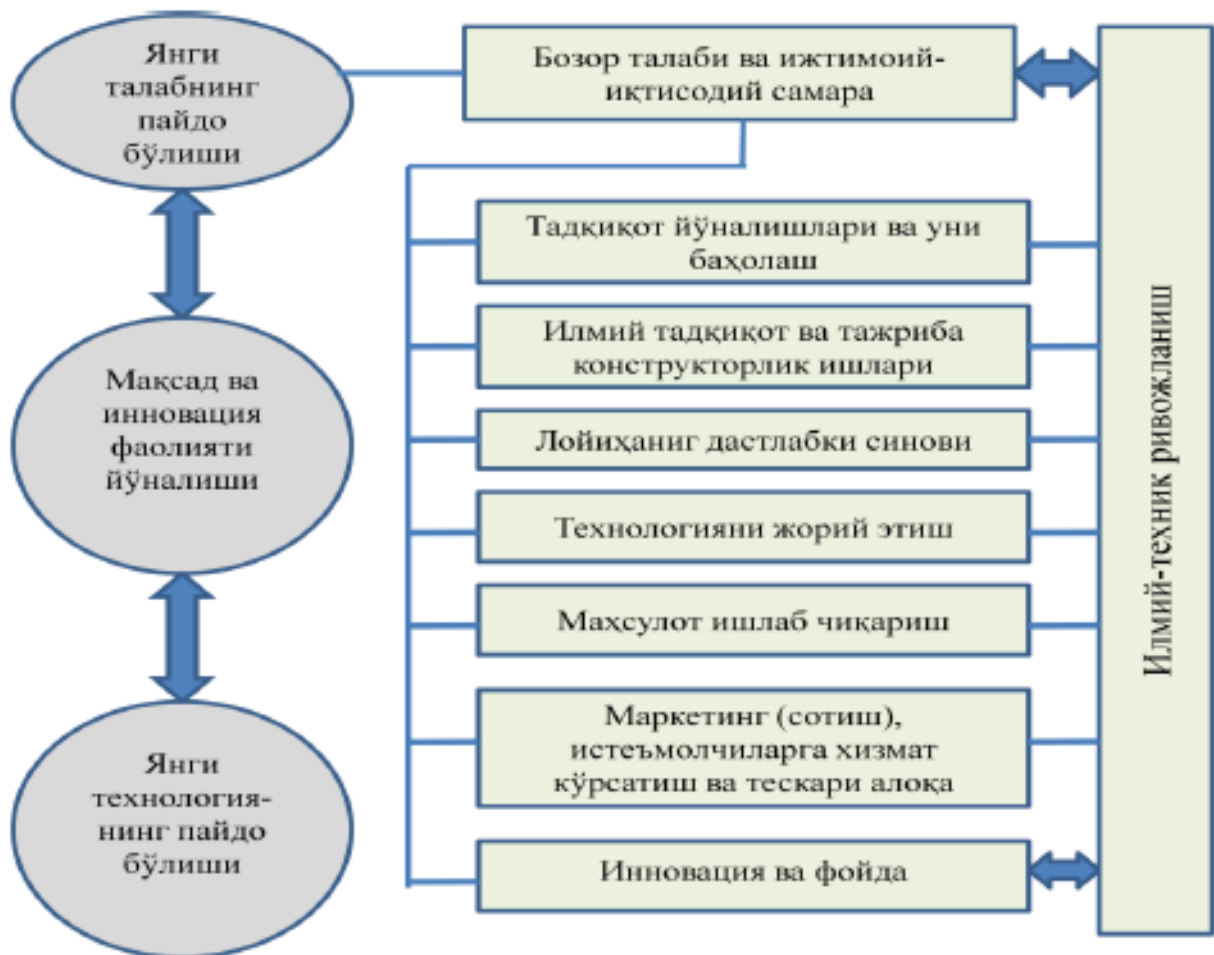 Янги
талабнинг
пайдо
бўлиши
Бозор талаби ва ижтимоий-
иқтисодий самара
Тадқиқот йўналишлари ва уни
баҳолаш
Илмий тадқиқот ва тажриба
конструкторлик ишлари
Мақсад ва
инновация
фаолияти
йўналиши
Лойиҳаниг дастлабки синови
Технологияни жорий этиш
Маҳсулот ишлаб чиқариш
Маркетинг (сотиш),
истеъмолчиларга хизмат
кўрсатиш ва тескари алоқа
Янги
технология-
нинг пайдо
бўлиши
Инновация ва фойда
Илмий-техник ривожланиш